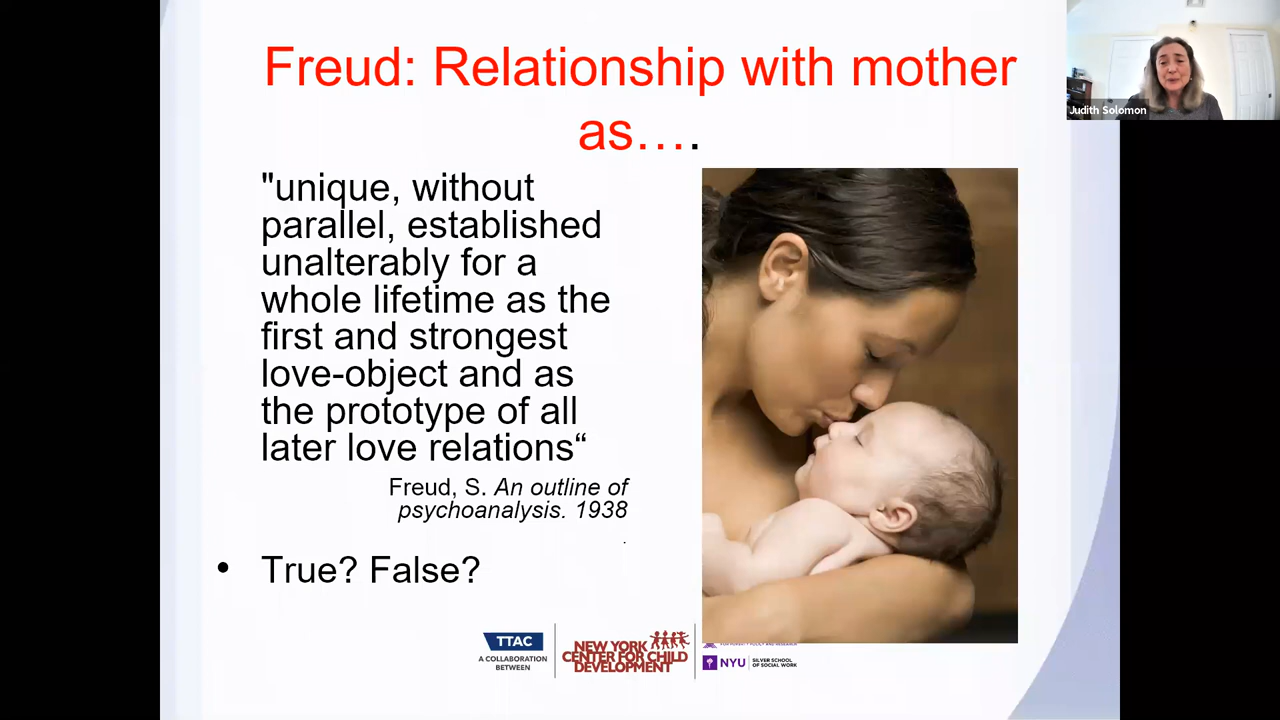 Freud: Relationship with mother
as.....
Judith Solomon
"unique, without
parallel, established
unalterably for a
whole lifetime as the
first and strongest
love-object and as
the prototype of all
later love relations“
Freud, S. An outline of
psychoanalysis. 1938
.
• True? False?
TTAC
A COLLABORATION
BETWEEN
NEW YORK
CENTER FOR CHILD
DEVELOPMENT
NYU SILVER SCHOOL
OF SOCIAL WORK